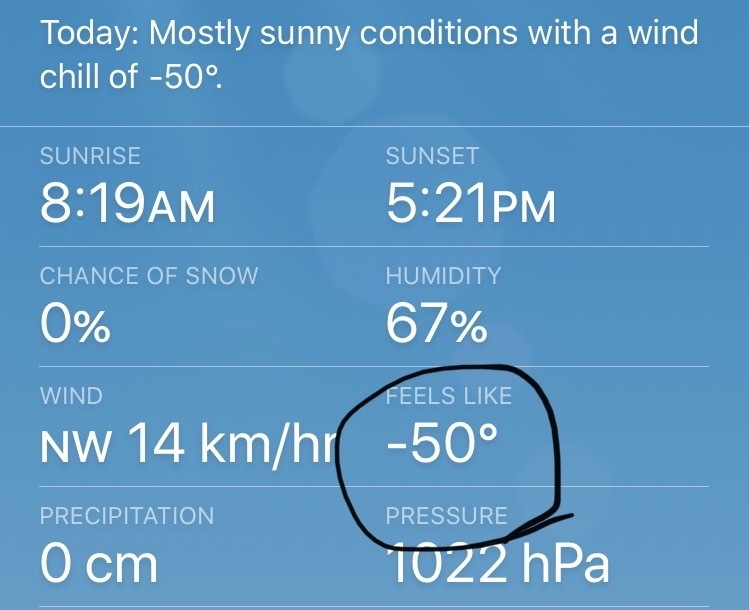 Today: Mostly sunny conditions with a wind
chill of -50°.
SUNRISE
8:19AM
SUNSET
5:21PM
CHANCE OF SNOW
0%
HUMIDITY
67%
WIND
NW 14 km/hr
FEELS LIKE
-50°
PRECIPITATION
0 cm
PRESSURE
1022 hPa